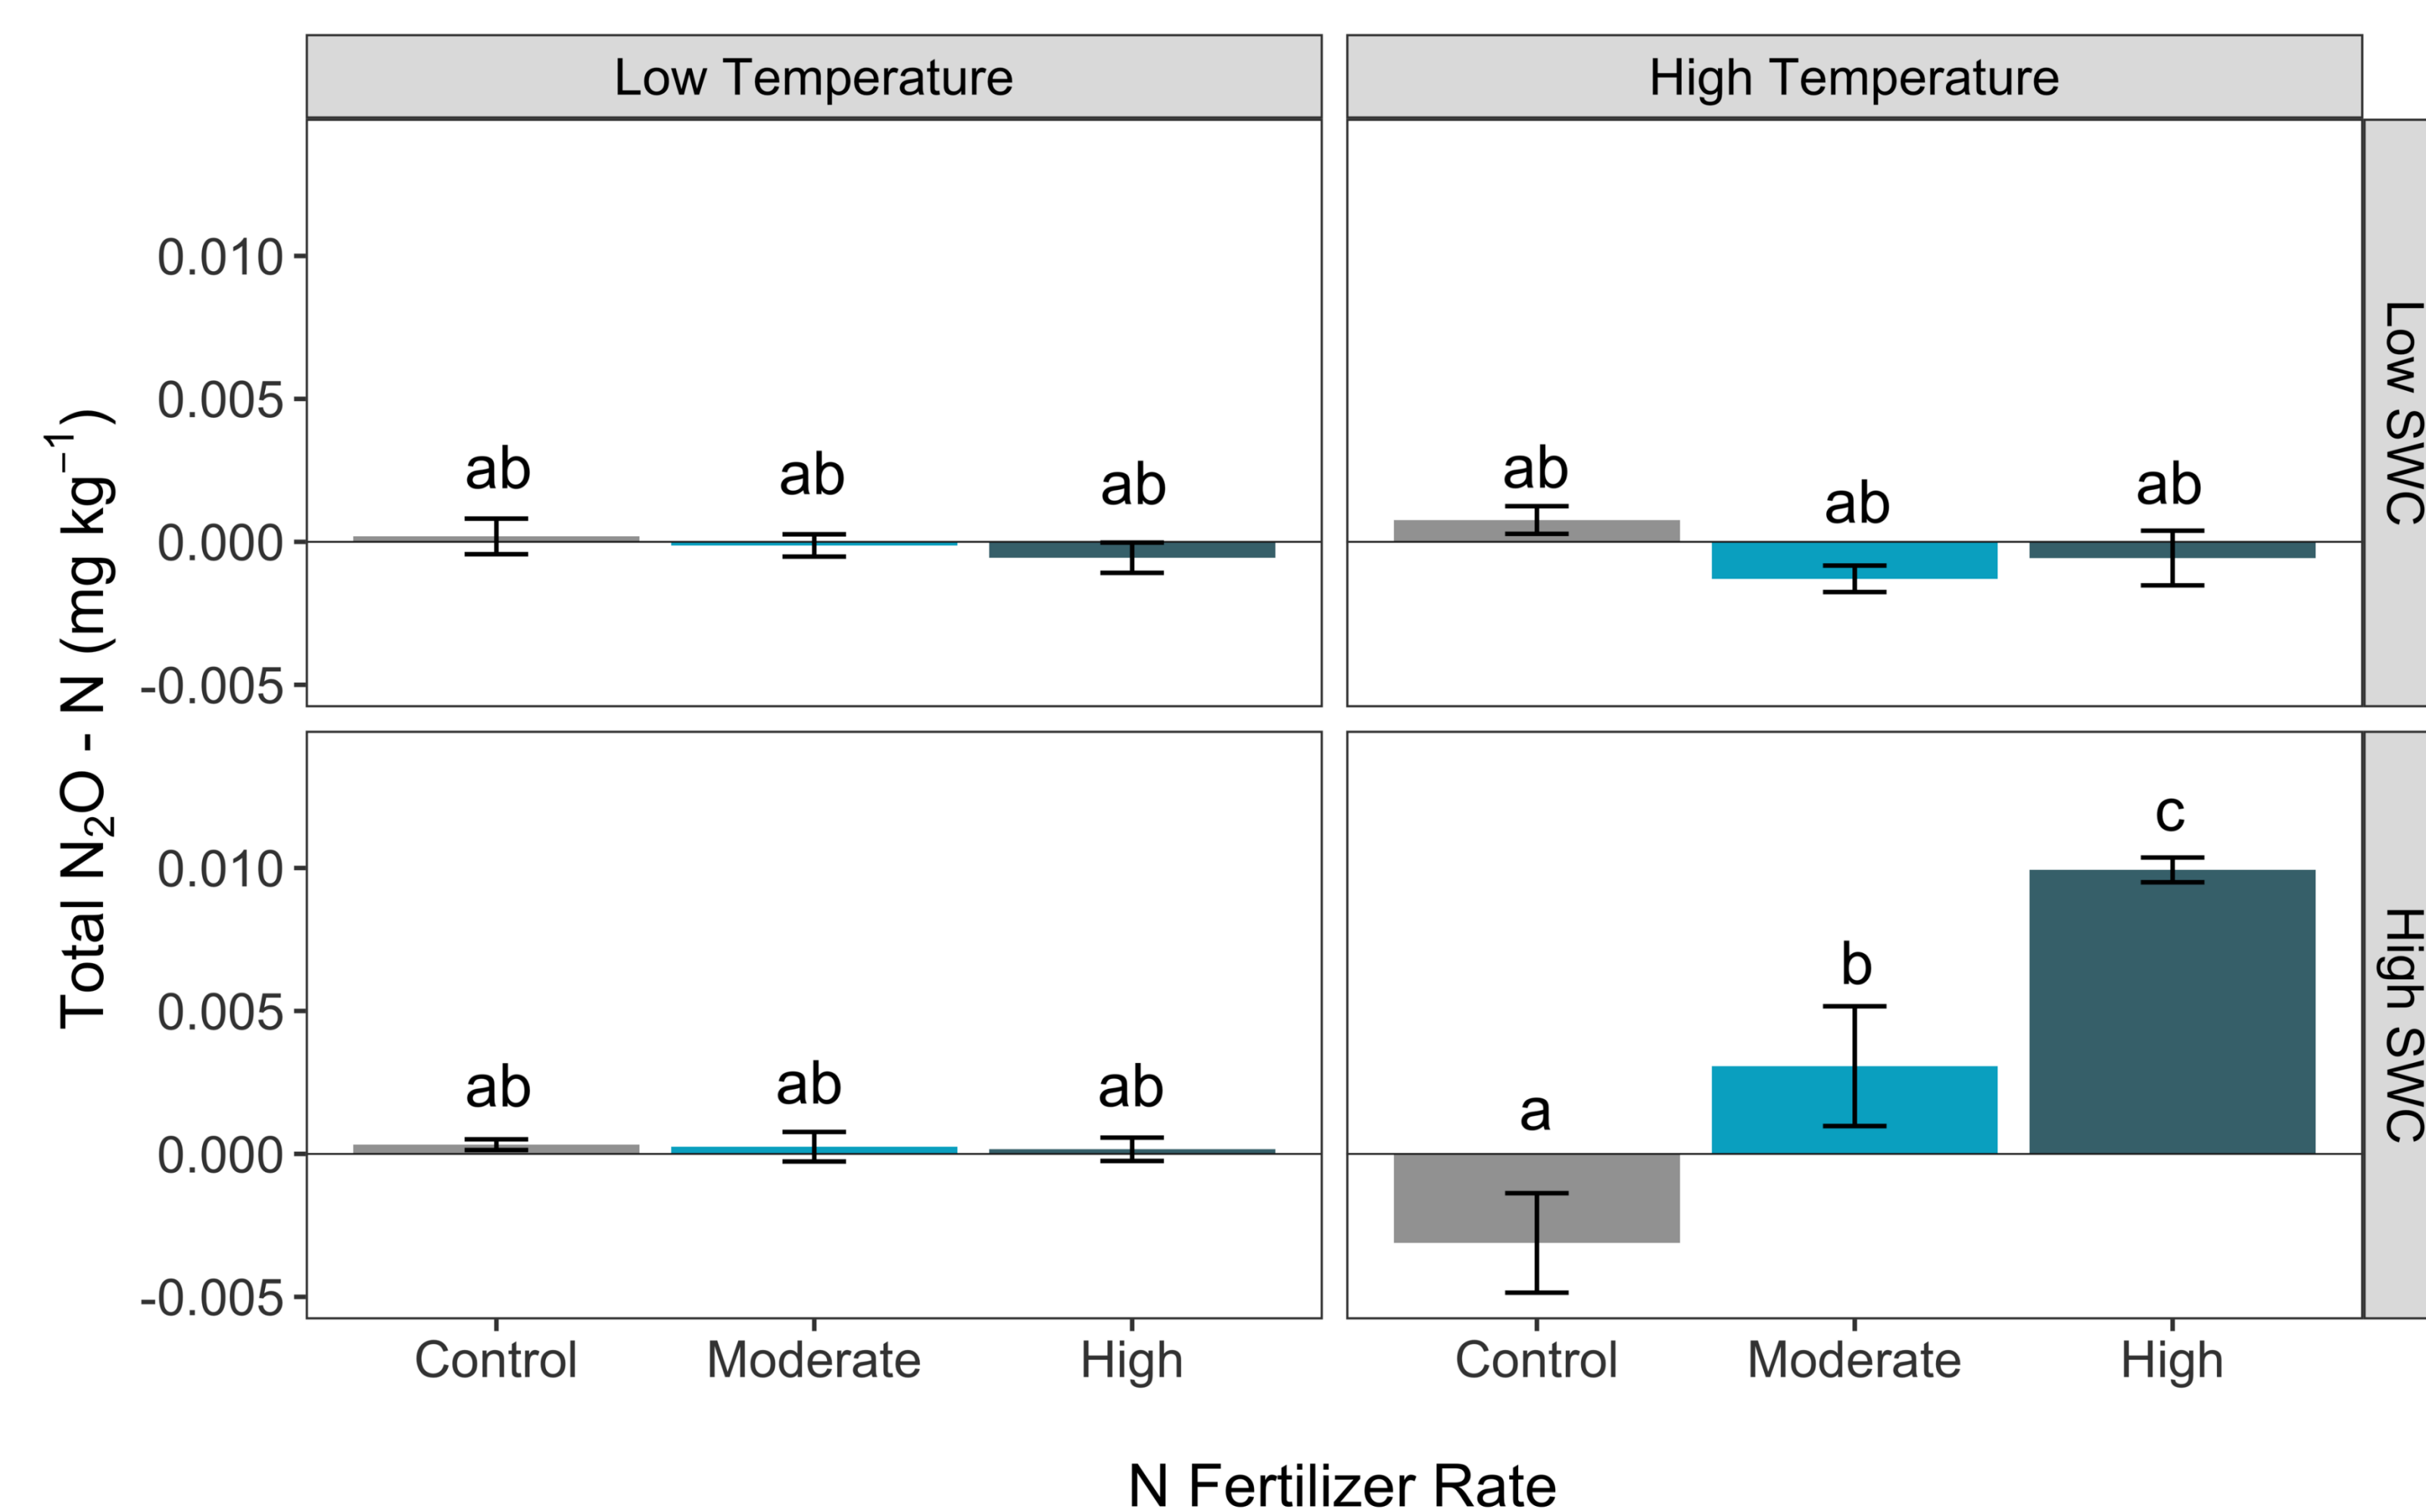 Low Temperature
High Temperature
Total N₂O - N (mg kg⁻¹)
0.010
0.005
0.000
-0.005
ab
ab
ab
ab
ab
ab
Low SWC
0.010
0.005
0.000
-0.005
ab
ab
ab
a
b
c
High SWC
Control
Moderate
High
Control
Moderate
High
N Fertilizer Rate